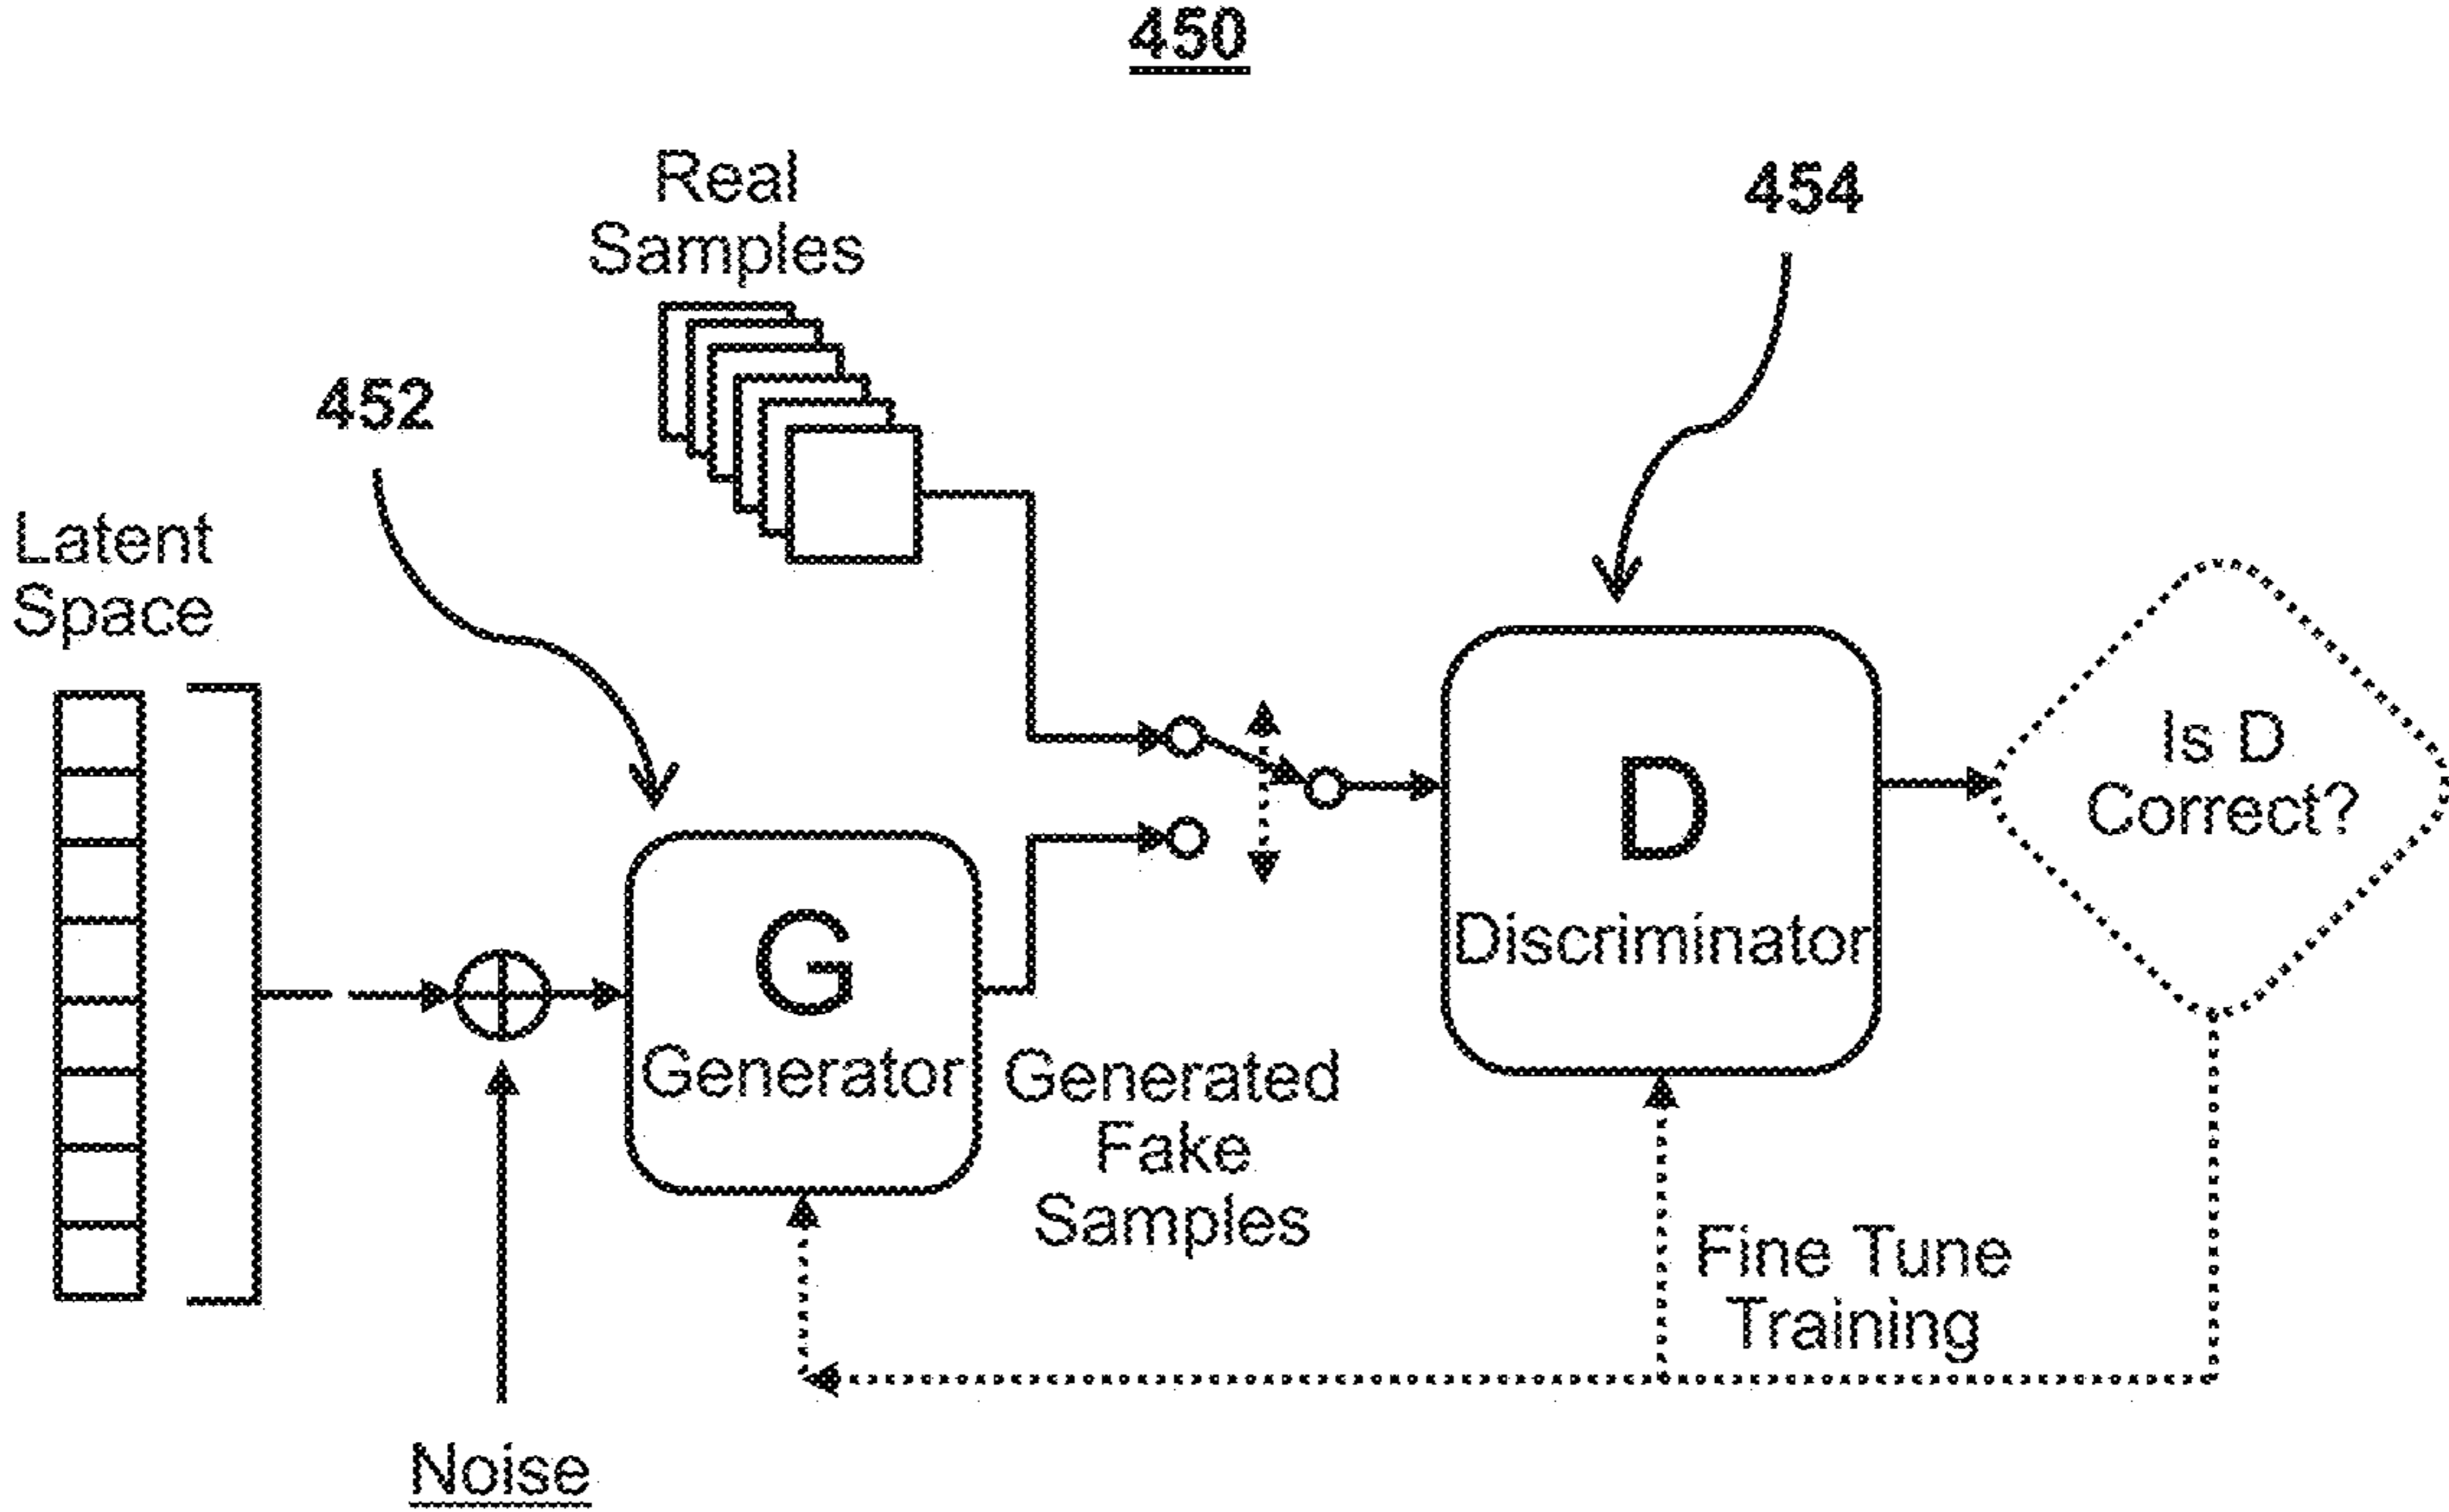 450
Real
Samples
454
452
Latent
Space
Is D
Correct?
D
Discriminator
G
Generator
Generated
Fake
Samples
Fine Tune
Training
Noise